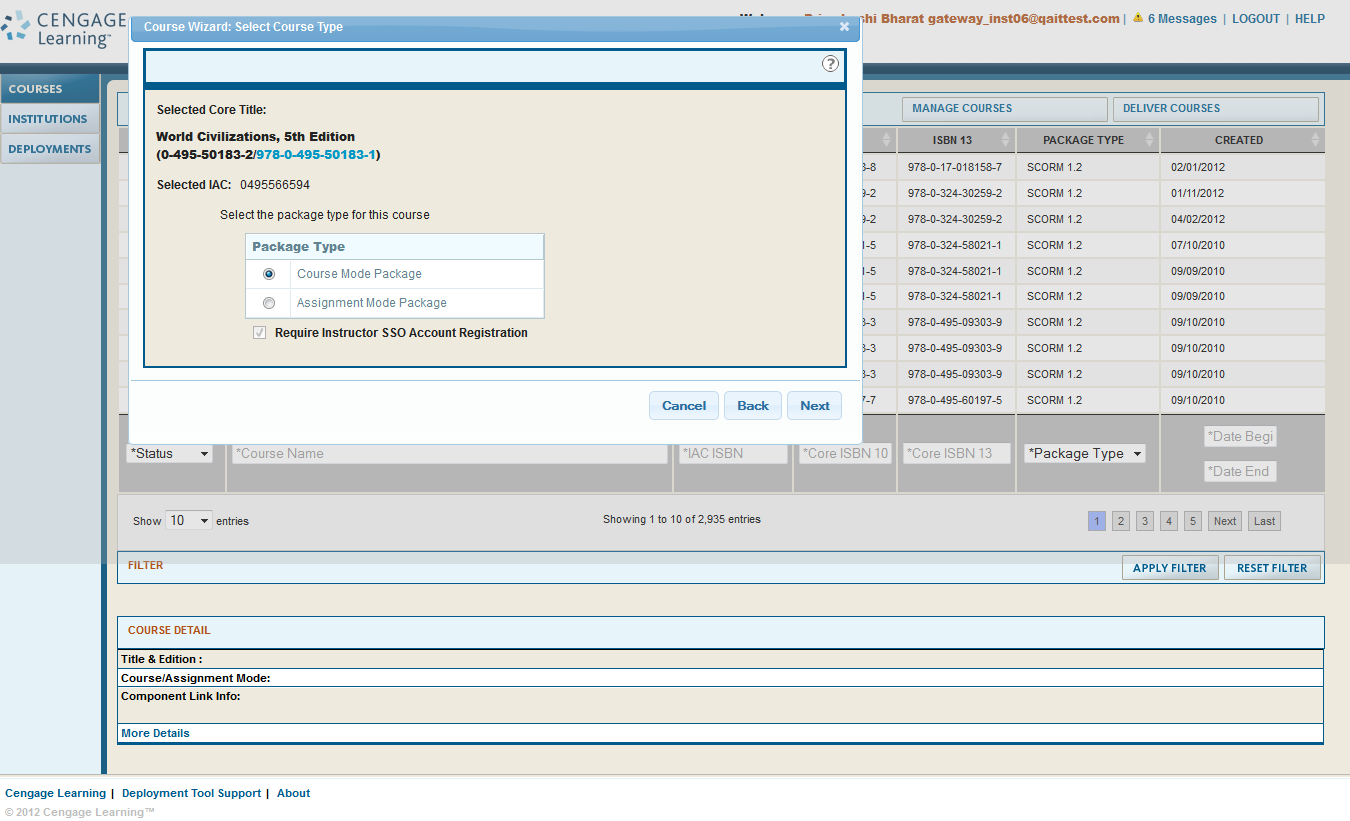 CENGAGE
Learning™
Course Wizard: Select Course Type
shi Bharat gateway_inst06@qaittest.com | 6 Messages | LOGOUT | HELP
COURSES
INSTITUTIONS
DEPLOYMENTS
MANAGE COURSES
DELIVER COURSES
?
Selected Core Title:
World Civilizations, 5th Edition
(0-495-50183-2/978-0-495-50183-1)
Selected IAC: 0495566594
Select the package type for this course
Package Type
Course Mode Package
Assignment Mode Package
Require Instructor SSO Account Registration
Cancel Back Next
ISBN 13 PACKAGE TYPE CREATED
3-8 978-0-17-018158-7 SCORM 1.2 02/01/2012
9-2 978-0-324-30259-2 SCORM 1.2 01/11/2012
9-2 978-0-324-30259-2 SCORM 1.2 04/02/2012
1-5 978-0-324-58021-1 SCORM 1.2 07/10/2010
1-5 978-0-324-58021-1 SCORM 1.2 09/09/2010
1-5 978-0-324-58021-1 SCORM 1.2 09/09/2010
3-3 978-0-495-09303-9 SCORM 1.2 09/10/2010
3-3 978-0-495-09303-9 SCORM 1.2 09/10/2010
3-3 978-0-495-09303-9 SCORM 1.2 09/10/2010
7-7 978-0-495-60197-5 SCORM 1.2 09/10/2010
*Status *Course Name *IAC ISBN *Core ISBN 10 *Core ISBN 13 *Package Type *Date Begi
*Date End
Show 10 entries Showing 1 to 10 of 2,935 entries 1 2 3 4 5 Next Last
FILTER APPLY FILTER RESET FILTER
COURSE DETAIL
Title & Edition :
Course/Assignment Mode:
Component Link Info:
More Details
Cengage Learning | Deployment Tool Support | About
© 2012 Cengage Learning™